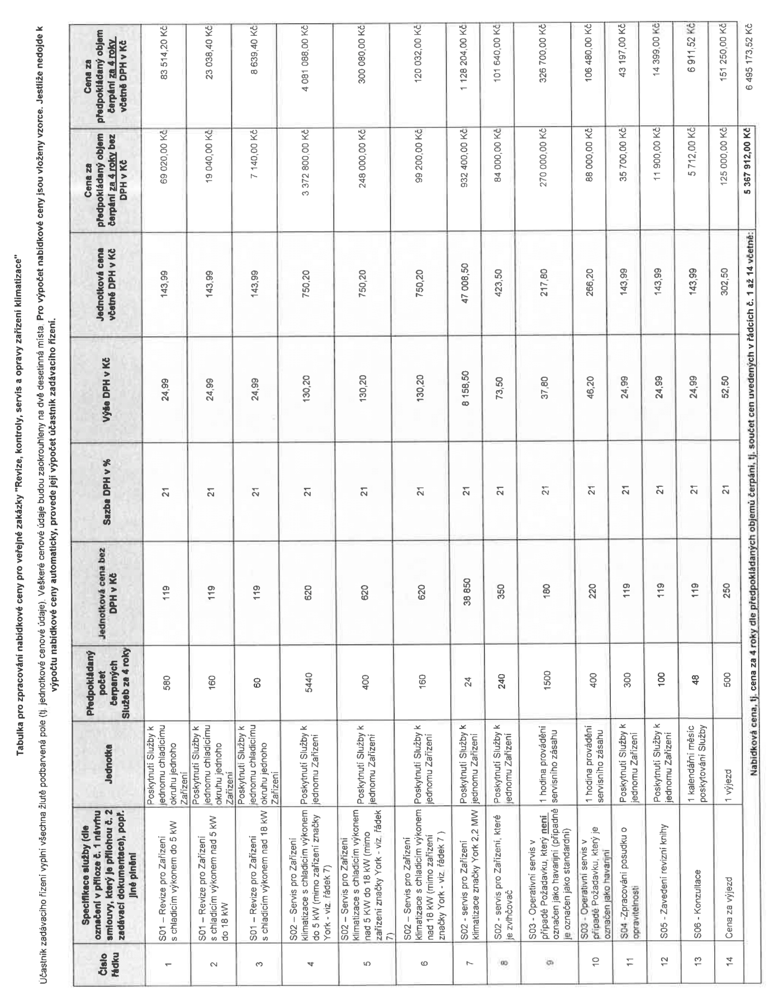 Tabulka pro zpracování nabídkové ceny pro veřejné zakázky "Revize, kontroly, servis a opravy zařízení klimatizace"
Účastník zadávacího řízení vyplní všechna žlutě podbarvená pole (tj. jednotkové cenové údaje). Veškeré cenové údaje budou zaokrouhleny na dvě desetinná místa. Pro výpočet nabídkové ceny jsou vloženy vzorce. Jestliže nedojde k
výpočtu nabídkové ceny automaticky, provede její výpočet účastník zadávacího řízení.
Číslo
řádku
Specifikace služby (dle
označení v příloze č. 1 návrhu
smlouvy, který je přílohou č. 2
zadávací dokumentace), popř.
jiné plnění
Jednotka
Předpokládaný
počet
čerpaných
Služeb za 4 roky
Jednotková cena bez
DPH v Kč
Sazba DPH v %
Výše DPH v Kč
Jednotková cena
včetně DPH v Kč
Cena za
předpokládaný objem
čerpání za 4 roky bez
DPH v Kč
Cena za
předpokládaný objem
čerpání za 4 roky
včetně DPH v Kč
1
S01 – Revize pro Zařízení
s chladicím výkonem do 5 kW
Poskytnutí Služby k
jednomu chladicímu
okruhu jednoho
Zařízení
580
119
21
24,99
143,99
69 020,00 Kč
83 514,20 Kč
2
S01 – Revize pro Zařízení
s chladicím výkonem nad 5 kW
do 18 kW
Poskytnutí Služby k
jednomu chladicímu
okruhu jednoho
Zařízení
160
119
21
24,99
143,99
19 040,00 Kč
23 038,40 Kč
3
S01 – Revize pro Zařízení
s chladicím výkonem nad 18 kW
Poskytnutí Služby k
jednomu chladicímu
okruhu jednoho
Zařízení
60
119
21
24,99
143,99
7 140,00 Kč
8 639,40 Kč
4
S02 – Servis pro Zařízení
klimatizace s chladicím výkonem
do 5 kW (mimo zařízení značky
York - viz. řádek 7)
Poskytnutí Služby k
jednomu Zařízení
5440
620
21
130,20
750,20
3 372 800,00 Kč
4 081 088,00 Kč
5
S02 – Servis pro Zařízení
klimatizace s chladicím výkonem
nad 5 kW do 18 kW (mimo
zařízení značky York - viz. řádek
7)
Poskytnutí Služby k
jednomu Zařízení
400
620
21
130,20
750,20
248 000,00 Kč
300 080,00 Kč
6
S02 – Servis pro Zařízení
klimatizace s chladicím výkonem
nad 18 kW (mimo zařízení
značky York - viz. řádek 7 )
Poskytnutí Služby k
jednomu Zařízení
160
620
21
130,20
750,20
99 200,00 Kč
120 032,00 Kč
7
S02 - servis pro Zařízení
klimatizace značky York 2,2 MW
Poskytnutí Služby k
jednomu Zařízení
24
38 850
21
8 158,50
47 008,50
932 400,00 Kč
1 128 204,00 Kč
8
S02 - servis pro Zařízení, které
je zvlhčovač
Poskytnutí Služby k
jednomu Zařízení
240
350
21
73,50
423,50
84 000,00 Kč
101 640,00 Kč
9
S03 - Operativní servis v
případě Požadavku, který není
označen jako havarijní (případně
je označen jako standardní)
1 hodina provádění
servisního zásahu
1500
180
21
37,80
217,80
270 000,00 Kč
326 700,00 Kč
10
S03 - Operativní servis v
případě Požadavku, který je
označen jako havarijní
1 hodina provádění
servisního zásahu
400
220
21
46,20
266,20
88 000,00 Kč
106 480,00 Kč
11
S04 -Zpracování posudku o
opravitelnosti
Poskytnutí Služby k
jednomu Zařízení
300
119
21
24,99
143,99
35 700,00 Kč
43 197,00 Kč
12
S05 - Zavedení revizní knihy
Poskytnutí Služby k
jednomu Zařízení
100
119
21
24,99
143,99
11 900,00 Kč
14 399,00 Kč
13
S06 - Konzultace
1 kalendářní měsíc
poskytování Služby
48
119
21
24,99
143,99
5 712,00 Kč
6 911,52 Kč
14
Cena za výjezd
1 výjezd
500
250
21
52,50
302,50
125 000,00 Kč
151 250,00 Kč
Nabídková cena, tj. cena za 4 roky dle předpokládaných objemů čerpání, tj. součet cen uvedených v řádcích č. 1 až 14 včetně:
5 367 912,00 Kč
6 495 173,52 Kč